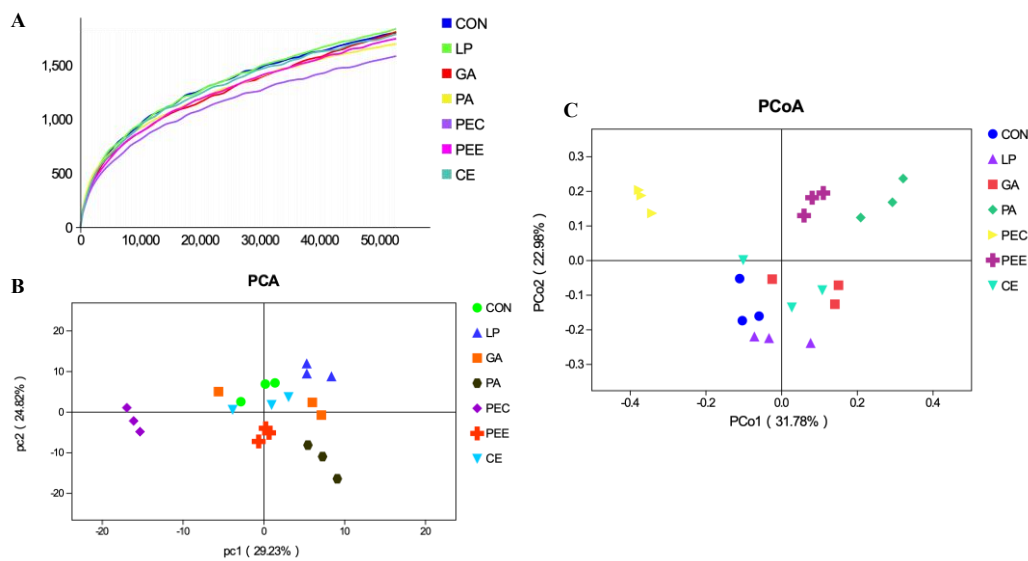 A
CON
LP
GA
PA
PEC
PEE
CE
1,500
1,000
500
0
0 10,000 20,000 30,000 40,000 50,000
B
PCA
CON
LP
GA
PA
PEC
PEE
CE
20
10
0
-10
-20
pc2 ( 24.82%)
-20 -10 0 10 20
pc1 ( 29.23%)
C
PCoA
CON
LP
GA
PA
PEC
PEE
CE
0.3
0.2
0.1
0.0
-0.1
-0.2
-0.3
PCo2 ( 22.98%)
-0.4 -0.2 0.0 0.2 0.4
PCo1 ( 31.78%)